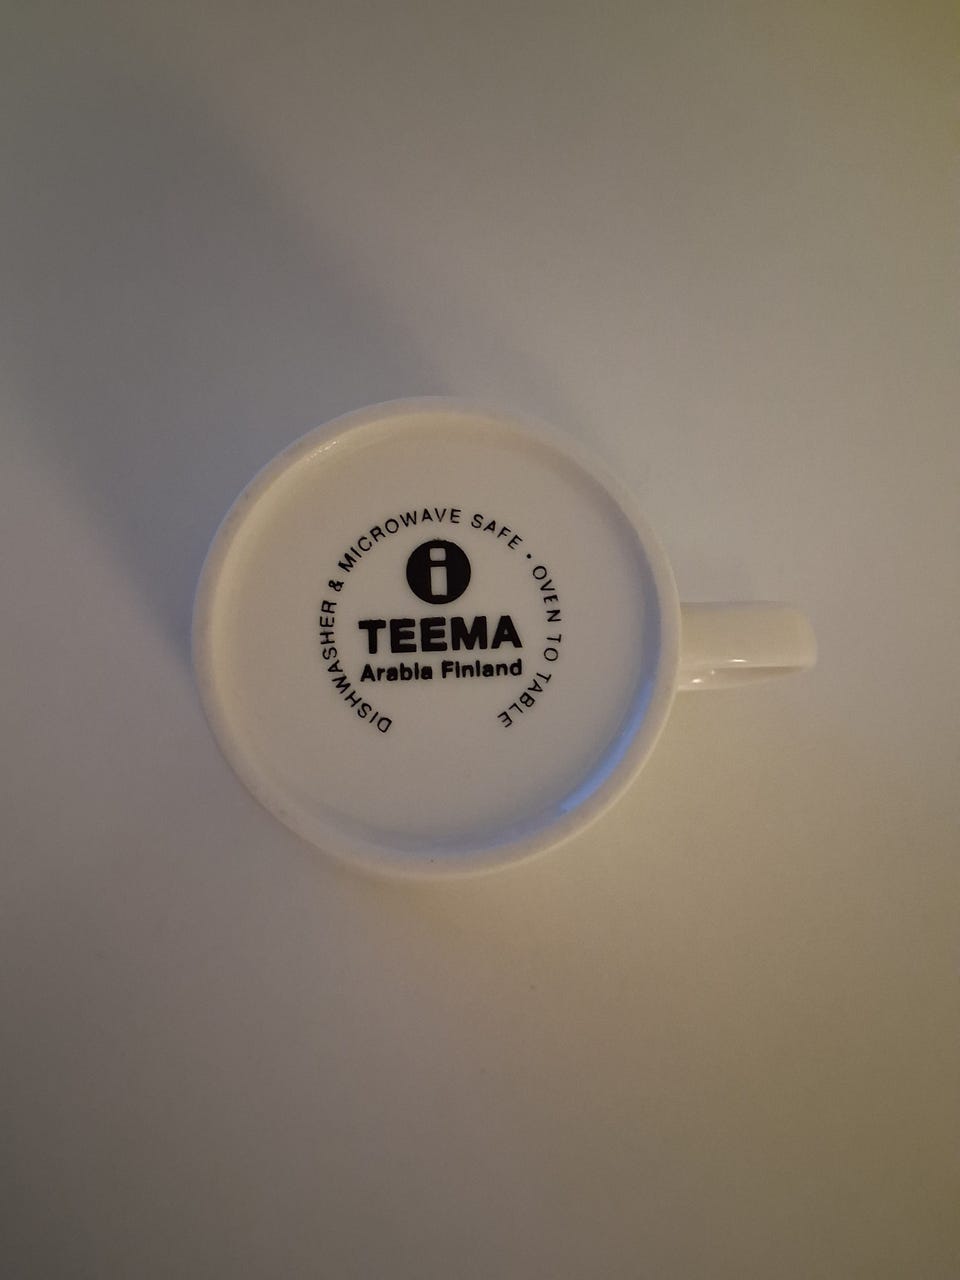 DISHWASHER & MICROWAVE SAFE • OVEN TO TABLE
i
TEEMA
Arabia Finland